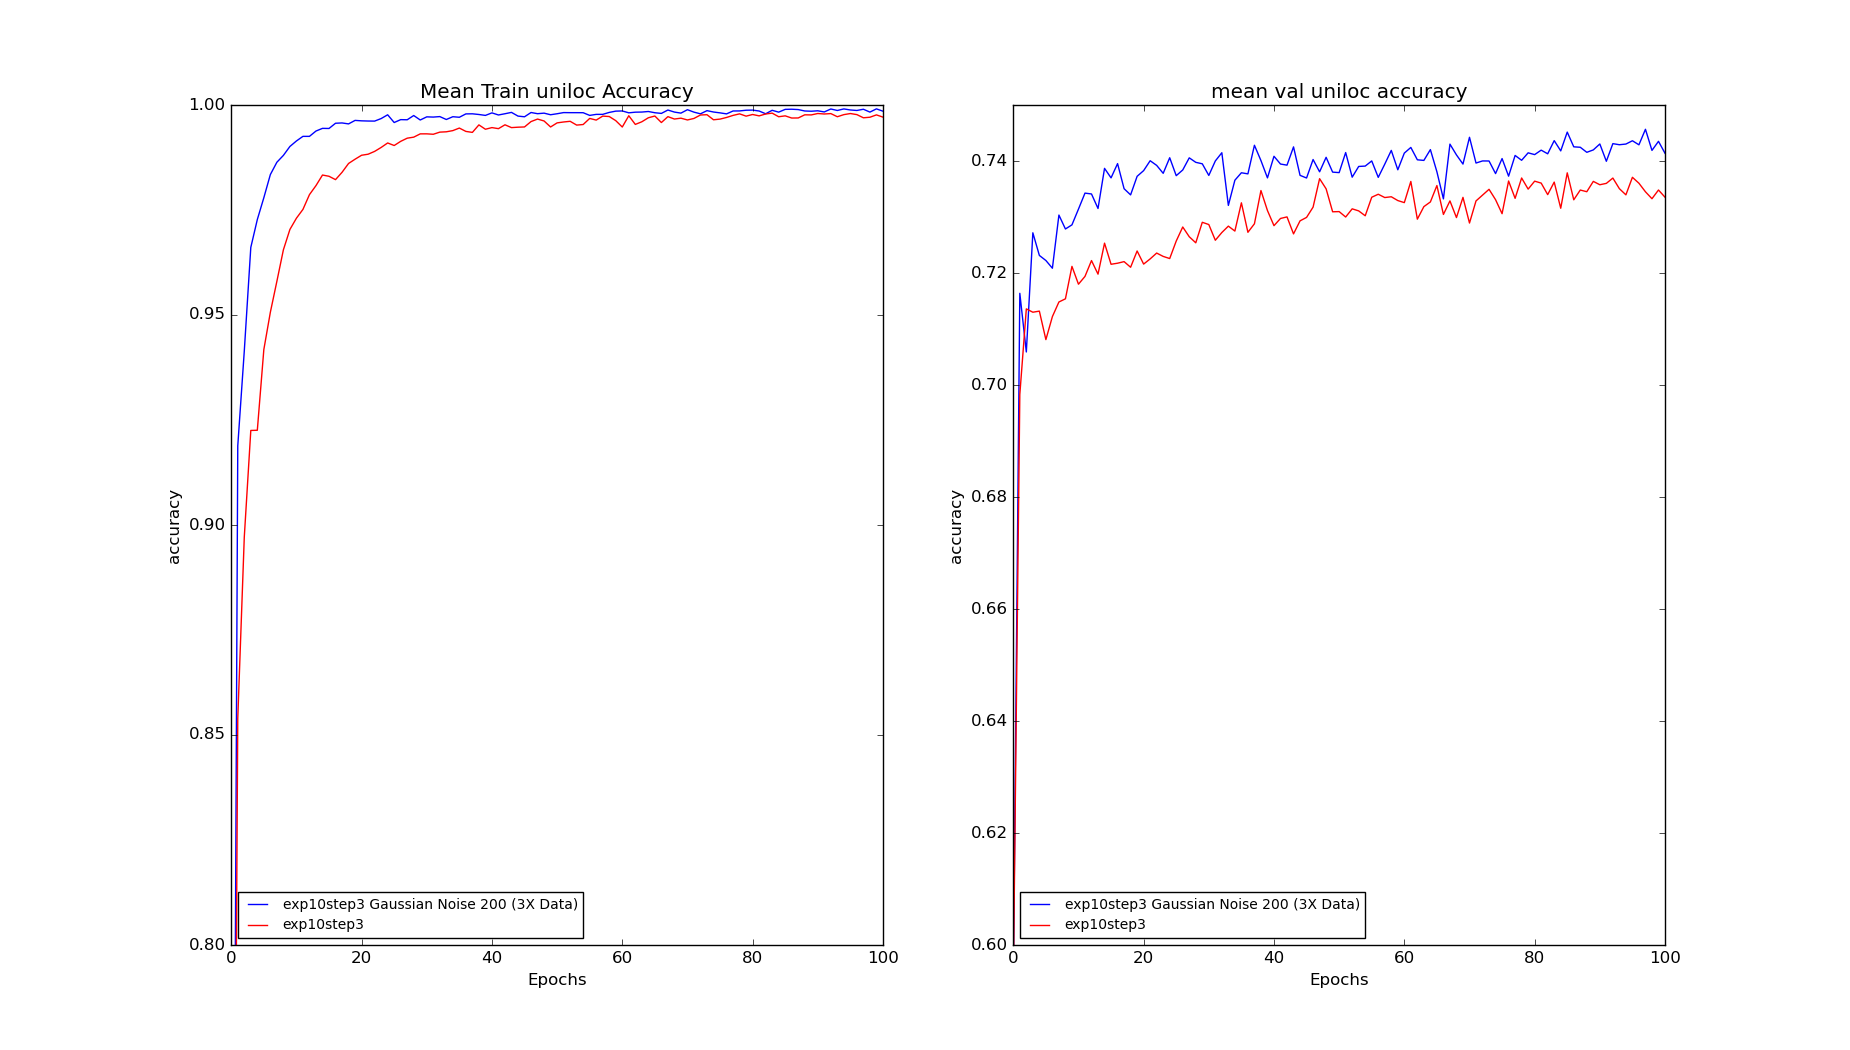 Mean Train uniloc Accuracy
1.00
0.95
0.90
0.85
0.80
accuracy
0 20 40 60 80 100
Epochs
exp10step3 Gaussian Noise 200 (3X Data)
exp10step3
mean val uniloc accuracy
0.74
0.72
0.70
0.68
0.66
0.64
0.62
0.60
accuracy
0 20 40 60 80 100
Epochs
exp10step3 Gaussian Noise 200 (3X Data)
exp10step3